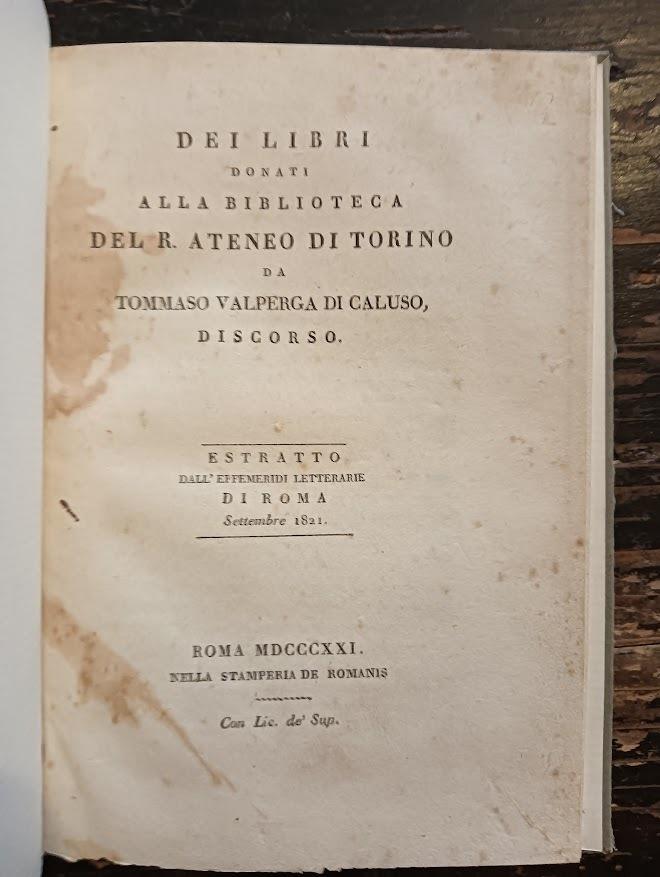 DEI LIBRI
DONATI
ALLA BIBLIOTECA
DEL R. ATENEO DI TORINO
DA
TOMMASO VALPERGA DI CALUSO,
DISCORSO.
ESTRATTO
DALL' EFFEMERIDI LETTERARIE
DI ROMA
Settembre 1821.
ROMA MDCCCXXI.
NELLA STAMPERIA DE ROMANIS
Con Lic. de' Sup.